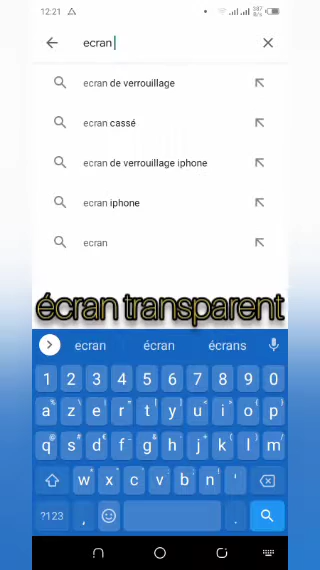 12:21
387 B/s
ecran
ecran de verrouillage
ecran cassé
ecran de verrouillage iphone
ecran iphone
ecran
écran transparent
ecran écran écrans
1 2 3 4 5 6 7 8 9 0
a z e r t y u i o p
q s d f g h j k l m
w x c v b n '
?123 , .